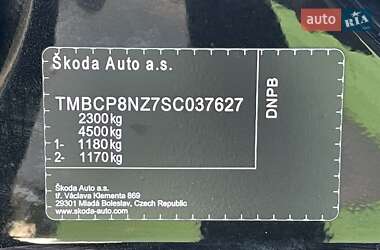 auto RIA
.com
Škoda Auto a.s.
TMBCP8NZ7SC037627
2300kg
4500kg
1- 1180kg
2- 1170kg
DNPB
Škoda Auto a.s.
tř. Václava Klementa 869
29301 Mladá Boleslav, Czech Republic
www.skoda-auto.com